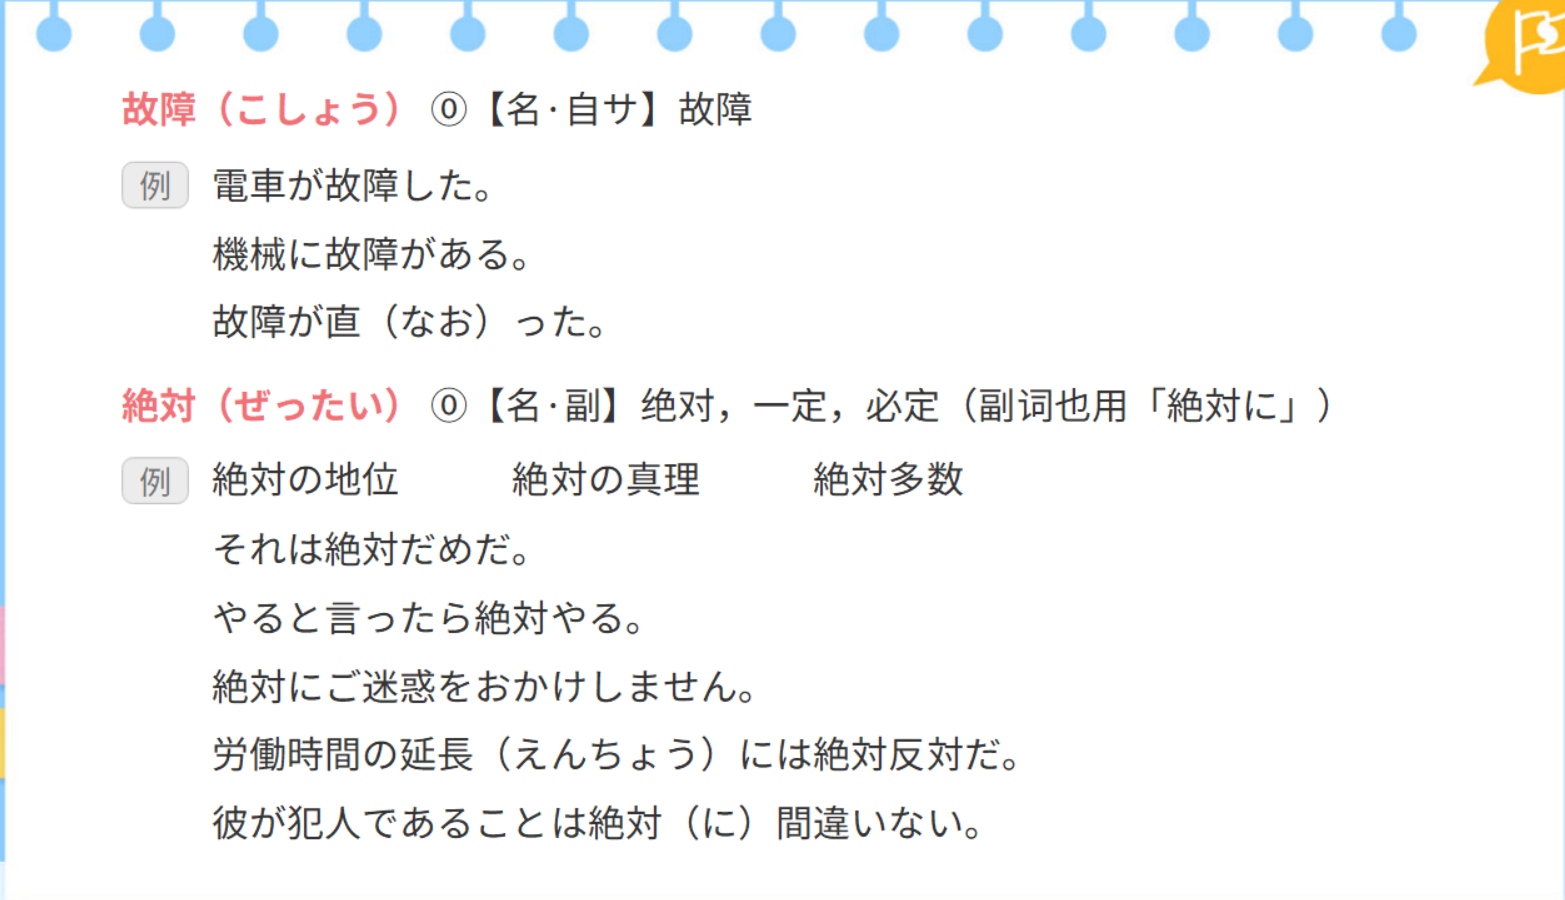 故障（こしょう） ⓪【名·自サ】故障
例 電車が故障した。
機械に故障がある。
故障が直（なお）った。
絶対（ぜったい） ⓪【名·副】绝对，一定，必定（副词也用「絶対に」）
例 絶対の地位 絶対の真理 絶対多数
それは絶対だめだ。
やると言ったら絶対やる。
絶対にご迷惑をおかけしません。
労働時間の延長（えんちょう）には絶対反対だ。
彼が犯人であることは絶対（に）間違いない。